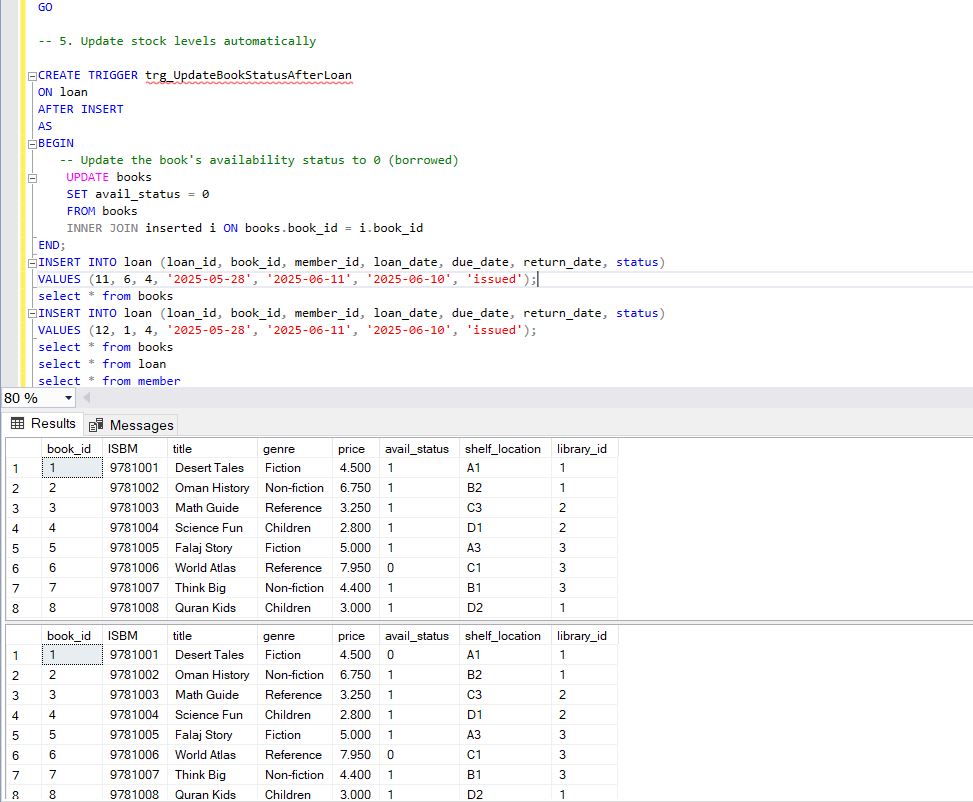 GO
-- 5. Update stock levels automatically
CREATE TRIGGER trg_UpdateBookStatusAfterLoan
ON loan
AFTER INSERT
AS
BEGIN
-- Update the book's availability status to 0 (borrowed)
UPDATE books
SET avail_status = 0
FROM books
INNER JOIN inserted i ON books.book_id = i.book_id
END;
INSERT INTO loan (loan_id, book_id, member_id, loan_date, due_date, return_date, status)
VALUES (11, 6, 4, '2025-05-28', '2025-06-11', '2025-06-10', 'issued');
select * from books
INSERT INTO loan (loan_id, book_id, member_id, loan_date, due_date, return_date, status)
VALUES (12, 1, 4, '2025-05-28', '2025-06-11', '2025-06-10', 'issued');
select * from books
select * from loan
select * from member
80 %
Results Messages
book_id ISBM title genre price avail_status shelf_location library_id
1 1 9781001 Desert Tales Fiction 4.500 1 A1 1
2 2 9781002 Oman History Non-fiction 6.750 1 B2 1
3 3 9781003 Math Guide Reference 3.250 1 C3 2
4 4 9781004 Science Fun Children 2.800 1 D1 2
5 5 9781005 Falaj Story Fiction 5.000 1 A3 3
6 6 9781006 World Atlas Reference 7.950 0 C1 3
7 7 9781007 Think Big Non-fiction 4.400 1 B1 3
8 8 9781008 Quran Kids Children 3.000 1 D2 1
book_id ISBM title genre price avail_status shelf_location library_id
1 1 9781001 Desert Tales Fiction 4.500 0 A1 1
2 2 9781002 Oman History Non-fiction 6.750 1 B2 1
3 3 9781003 Math Guide Reference 3.250 1 C3 2
4 4 9781004 Science Fun Children 2.800 1 D1 2
5 5 9781005 Falaj Story Fiction 5.000 1 A3 3
6 6 9781006 World Atlas Reference 7.950 0 C1 3
7 7 9781007 Think Big Non-fiction 4.400 1 B1 3
8 8 9781008 Quran Kids Children 3.000 1 D2 1